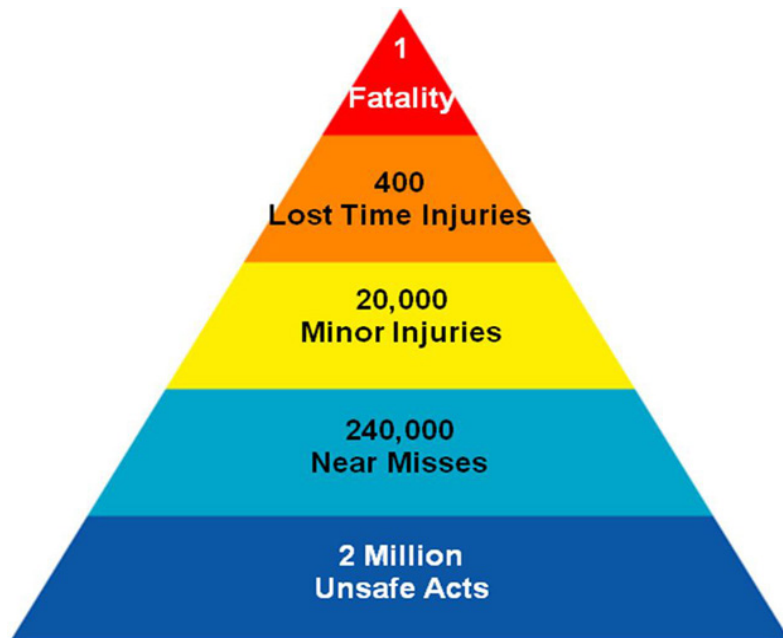 1
Fatality
400
Lost Time Injuries
20,000
Minor Injuries
240,000
Near Misses
2 Million
Unsafe Acts